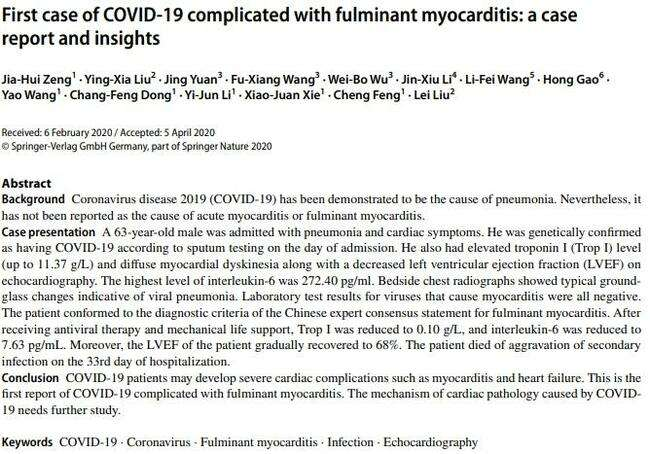 First case of COVID-19 complicated with fulminant myocarditis: a case
report and insights
Jia-Hui Zeng1 · Ying-Xia Liu2 · Jing Yuan3 · Fu-Xiang Wang3 · Wei-Bo Wu3 · Jin-Xiu Li4 · Li-Fei Wang5 · Hong Gao6 ·
Yao Wang1 · Chang-Feng Dong1 · Yi-Jun Li1 · Xiao-Juan Xie1 · Cheng Feng1 · Lei Liu2
Received: 6 February 2020 / Accepted: 5 April 2020
© Springer-Verlag GmbH Germany, part of Springer Nature 2020
Abstract
Background Coronavirus disease 2019 (COVID-19) has been demonstrated to be the cause of pneumonia. Nevertheless, it
has not been reported as the cause of acute myocarditis or fulminant myocarditis.
Case presentation A 63-year-old male was admitted with pneumonia and cardiac symptoms. He was genetically confirmed
as having COVID-19 according to sputum testing on the day of admission. He also had elevated troponin I (Trop I) level
(up to 11.37 g/L) and diffuse myocardial dyskinesia along with a decreased left ventricular ejection fraction (LVEF) on
echocardiography. The highest level of interleukin-6 was 272.40 pg/ml. Bedside chest radiographs showed typical ground-
glass changes indicative of viral pneumonia. Laboratory test results for viruses that cause myocarditis were all negative.
The patient conformed to the diagnostic criteria of the Chinese expert consensus statement for fulminant myocarditis. After
receiving antiviral therapy and mechanical life support, Trop I was reduced to 0.10 g/L, and interleukin-6 was reduced to
7.63 pg/mL. Moreover, the LVEF of the patient gradually recovered to 68%. The patient died of aggravation of secondary
infection on the 33rd day of hospitalization.
Conclusion COVID-19 patients may develop severe cardiac complications such as myocarditis and heart failure. This is the
first report of COVID-19 complicated with fulminant myocarditis. The mechanism of cardiac pathology caused by COVID-
19 needs further study.
Keywords COVID-19 · Coronavirus · Fulminant myocarditis · Infection · Echocardiography